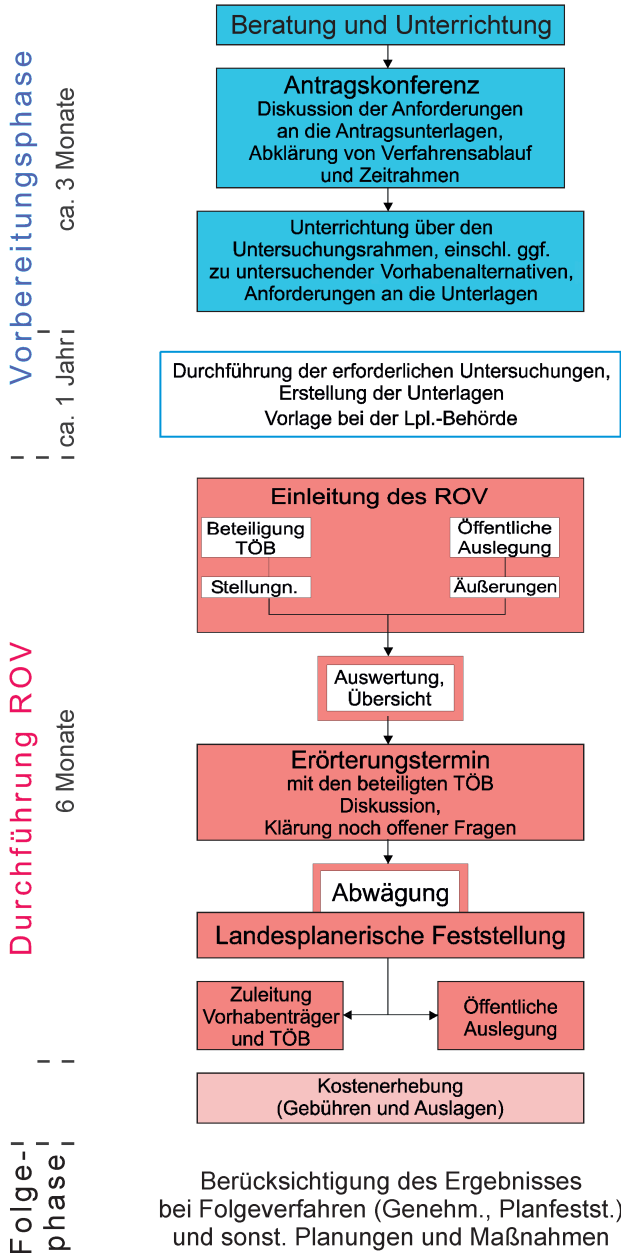 Vorbereitungsphase
ca. 3 Monate
ca. 1 Jahr
Beratung und Unterrichtung
Antragskonferenz
Diskussion der Anforderungen
an die Antragsunterlagen,
Abklärung von Verfahrensablauf
und Zeitrahmen
Unterrichtung über den
Untersuchungsrahmen, einschl. ggf.
zu untersuchender Vorhabenalternativen,
Anforderungen an die Unterlagen
Durchführung der erforderlichen Untersuchungen,
Erstellung der Unterlagen
Vorlage bei der Lpl.-Behörde
Durchführung ROV
6 Monate
Einleitung des ROV
Beteiligung
TÖB
Stellungn.
Öffentliche
Auslegung
Äußerungen
Auswertung,
Übersicht
Erörterungstermin
mit den beteiligten TÖB
Diskussion,
Klärung noch offener Fragen
Abwägung
Landesplanerische Feststellung
Zuleitung
Vorhabenträger
und TÖB
Öffentliche
Auslegung
Kostenerhebung
(Gebühren und Auslagen)
Folge-
phase
Berücksichtigung des Ergebnisses
bei Folgeverfahren (Genehm., Planfestst.)
und sonst. Planungen und Maßnahmen